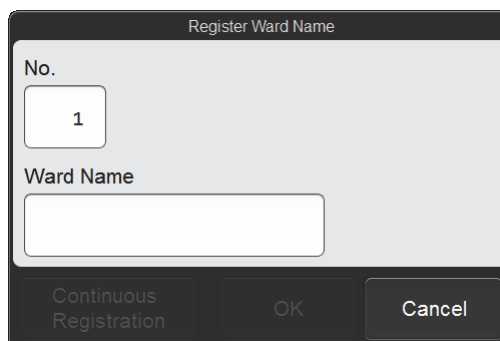 Register Ward Name
No.
1
Ward Name
Continuous
Registration
OK
Cancel